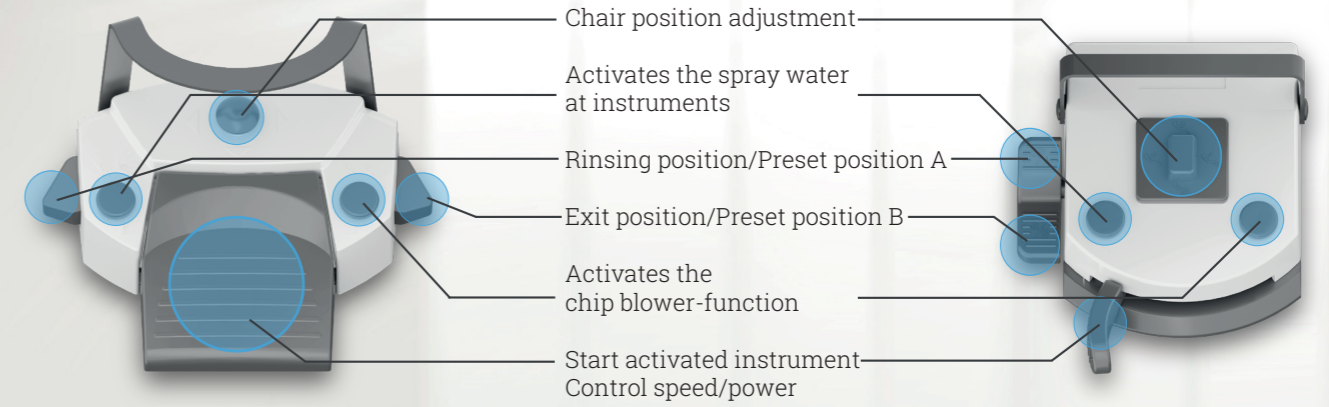 Chair position adjustment
Activates the spray water
at instruments
Rinsing position/Preset position A
Exit position/Preset position B
Activates the
chip blower-function
Start activated instrument
Control speed/power